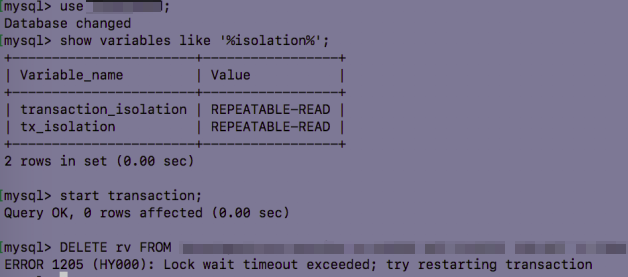 mysql> use
Database changed
mysql> show variables like '%isolation%';
+-----------------------+-----------------+
| Variable_name | Value |
+-----------------------+-----------------+
| transaction_isolation | REPEATABLE-READ |
| tx_isolation | REPEATABLE-READ |
+-----------------------+-----------------+
2 rows in set (0.00 sec)
mysql> start transaction;
Query OK, 0 rows affected (0.00 sec)
mysql> DELETE rv FROM
ERROR 1205 (HY000): Lock wait timeout exceeded; try restarting transaction